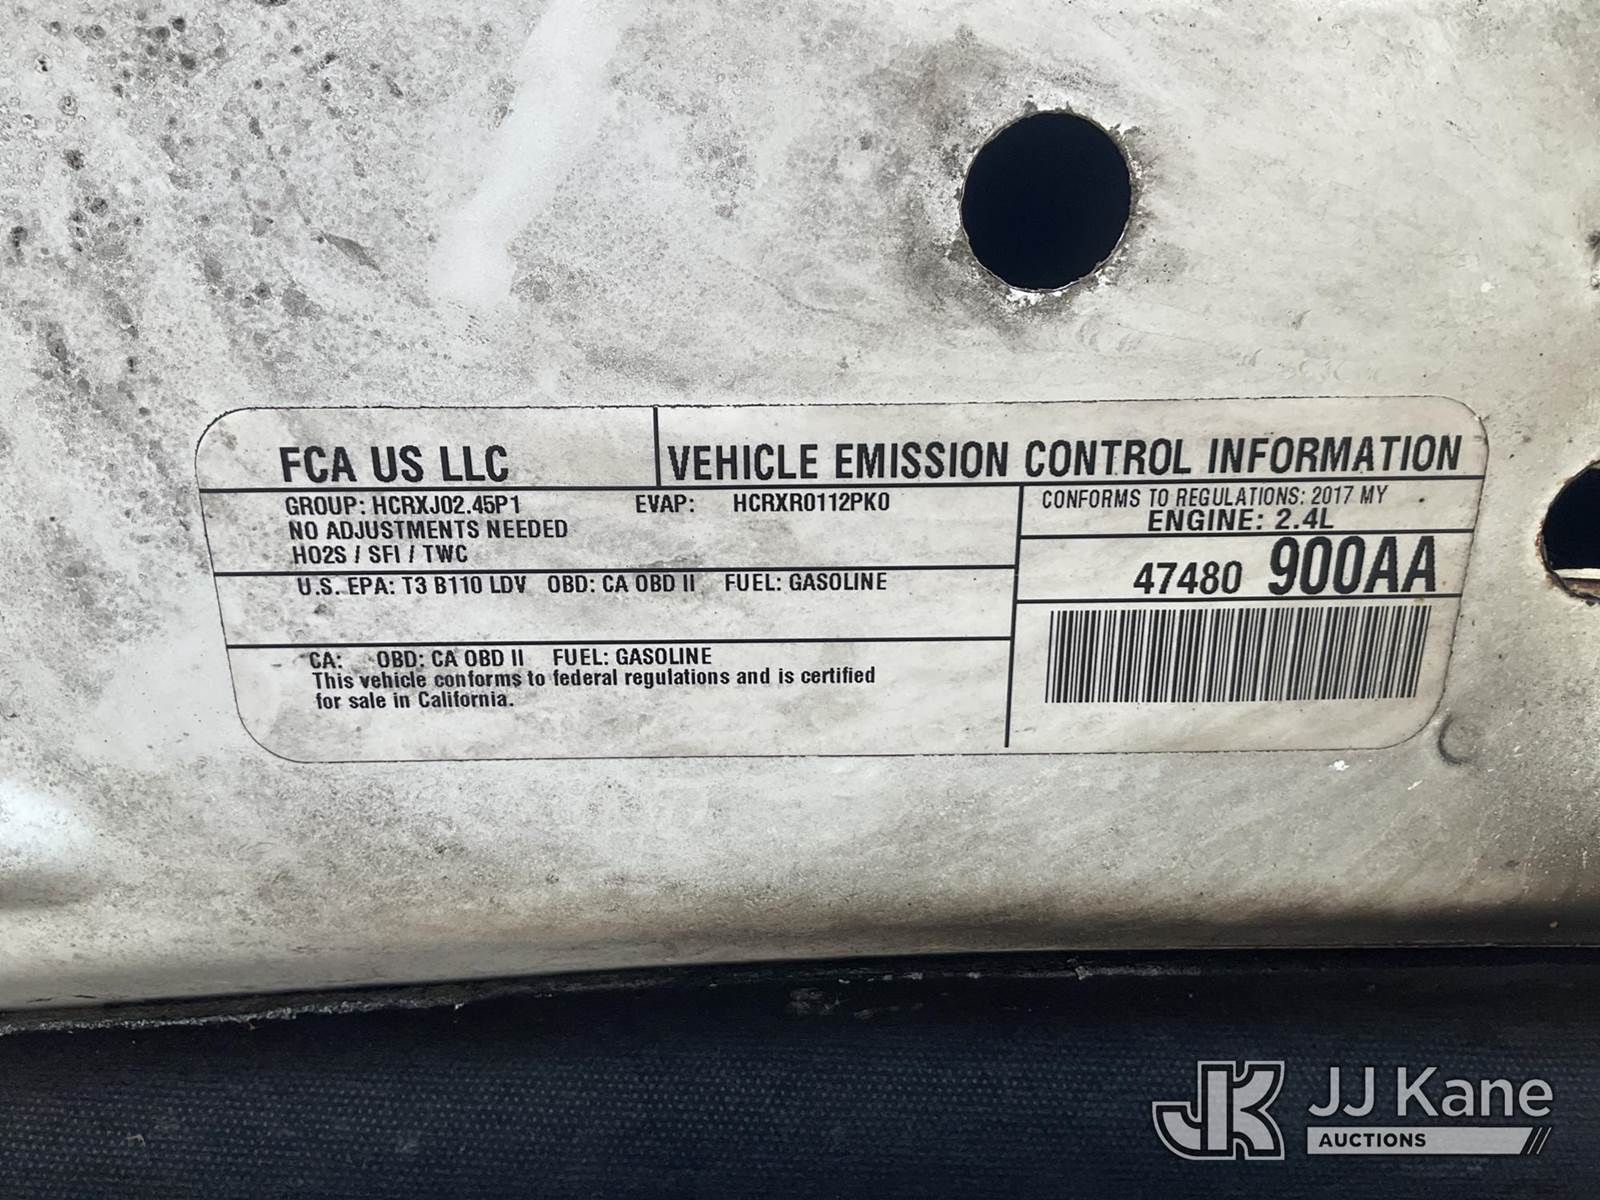 FCA US LLC
VEHICLE EMISSION CONTROL INFORMATION
GROUP: HCRXJ02.45P1 EVAP: HCRXR0112PK0
NO ADJUSTMENTS NEEDED
HO2S / SFI / TWC
U.S. EPA: T3 B110 LDV OBD: CA OBD II FUEL: GASOLINE
CA: OBD: CA OBD II FUEL: GASOLINE
This vehicle conforms to federal regulations and is certified
for sale in California.
CONFORMS TO REGULATIONS: 2017 MY
ENGINE: 2.4L
47480 900AA
JK JJ Kane
AUCTIONS